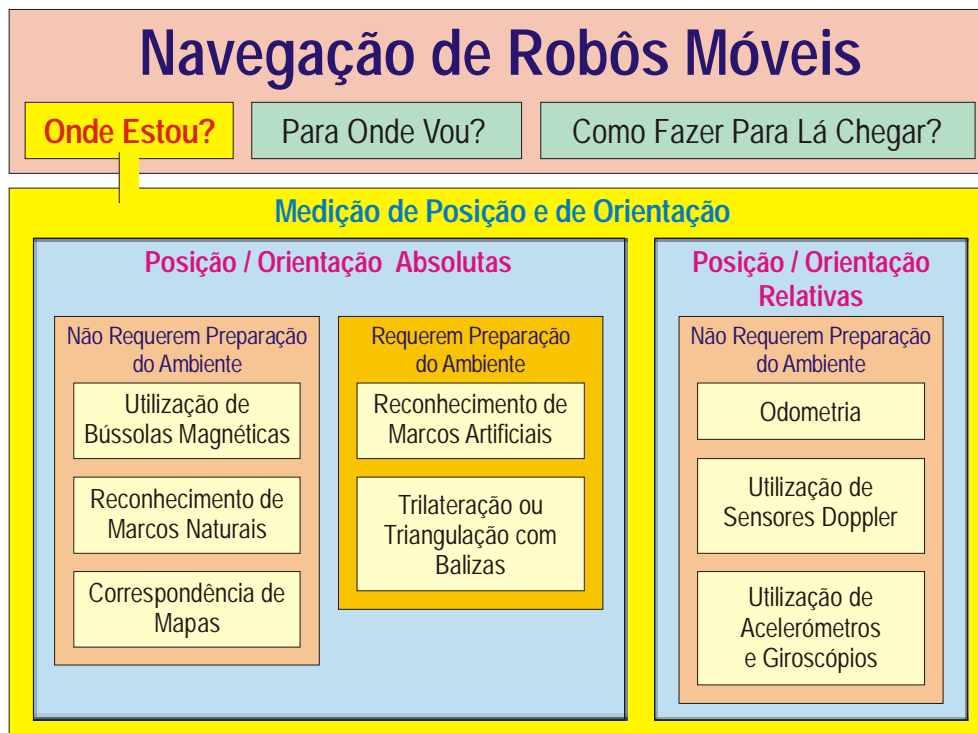 Navegação de Robôs Móveis
Onde Estou?
Para Onde Vou?
Como Fazer Para Lá Chegar?
Medição de Posição e de Orientação
Posição / Orientação Absolutas
Não Requerem Preparação
do Ambiente
Utilização de
Bússolas Magnéticas
Reconhecimento de
Marcos Naturais
Correspondência de
Mapas
Requerem Preparação
do Ambiente
Reconhecimento de
Marcos Artificiais
Trilateração ou
Triangulação com
Balizas
Posição / Orientação
Relativas
Não Requerem Preparação
do Ambiente
Odometria
Utilização de
Sensores Doppler
Utilização de
Acelerómetros
e Giroscópios